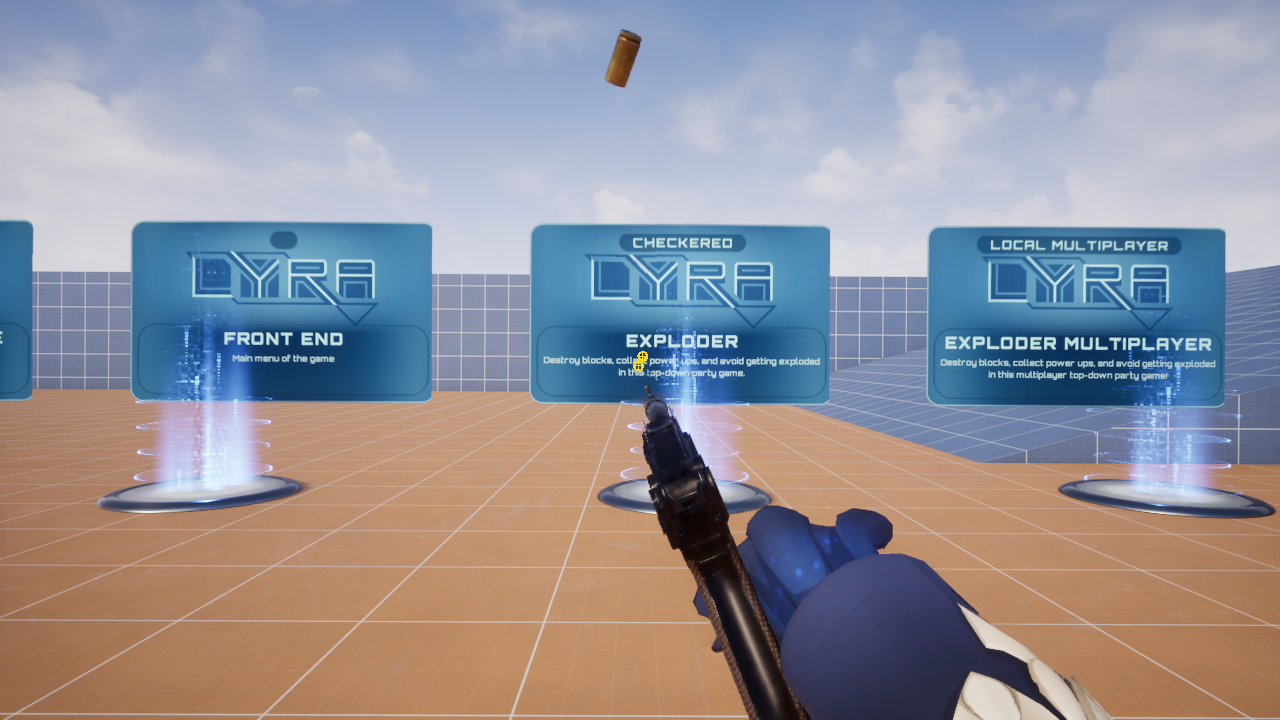 LYRA
FRONT END
Main menu of the game
CHECKERED
LYRA
EXPLODER
Destroy blocks, collect power ups, and avoid getting exploded
in this top-down party game.
LOCAL MULTIPLAYER
LYRA
EXPLODER MULTIPLAYER
Destroy blocks, collect power ups, and avoid getting exploded
in this multiplayer top-down party game!